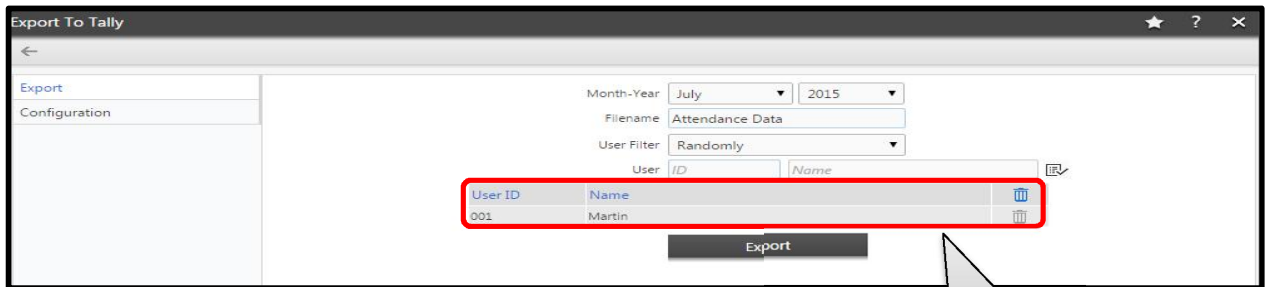 Export To Tally ?
Export
Configuration
Month-Year July 2015
Filename Attendance Data
User Filter Randomly
User ID Name
User ID Name
001 Martin
Export